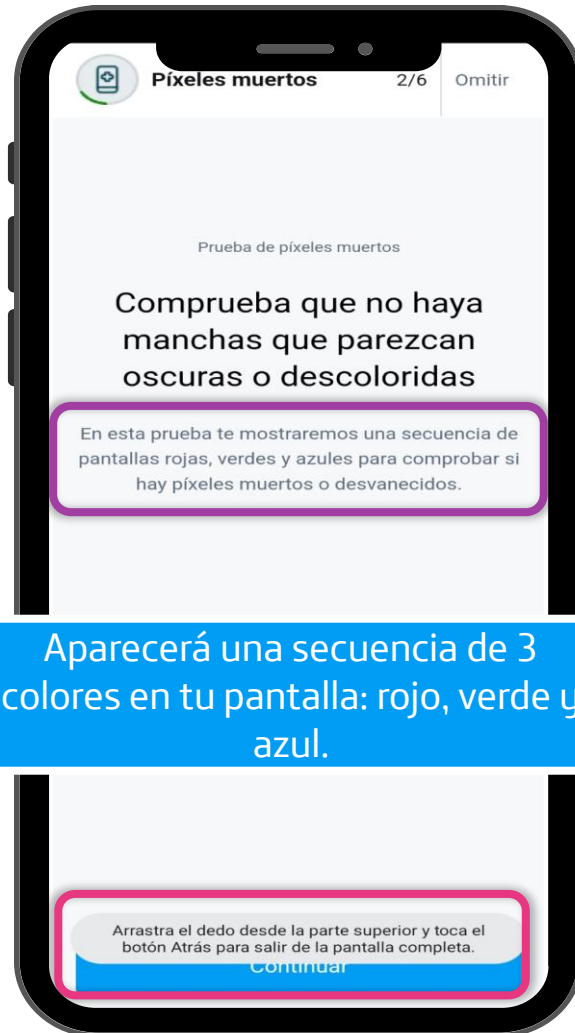 Píxeles muertos 2/6 Omitir
Prueba de píxeles muertos
Comprueba que no haya
manchas que parezcan
oscuras o descoloridas
En esta prueba te mostraremos una secuencia de
pantallas rojas, verdes y azules para comprobar si
hay píxeles muertos o desvanecidos.
Aparecerá una secuencia de 3
colores en tu pantalla: rojo, verde y
azul.
Arrastra el dedo desde la parte superior y toca el
botón Atrás para salir de la pantalla completa.
Continuar